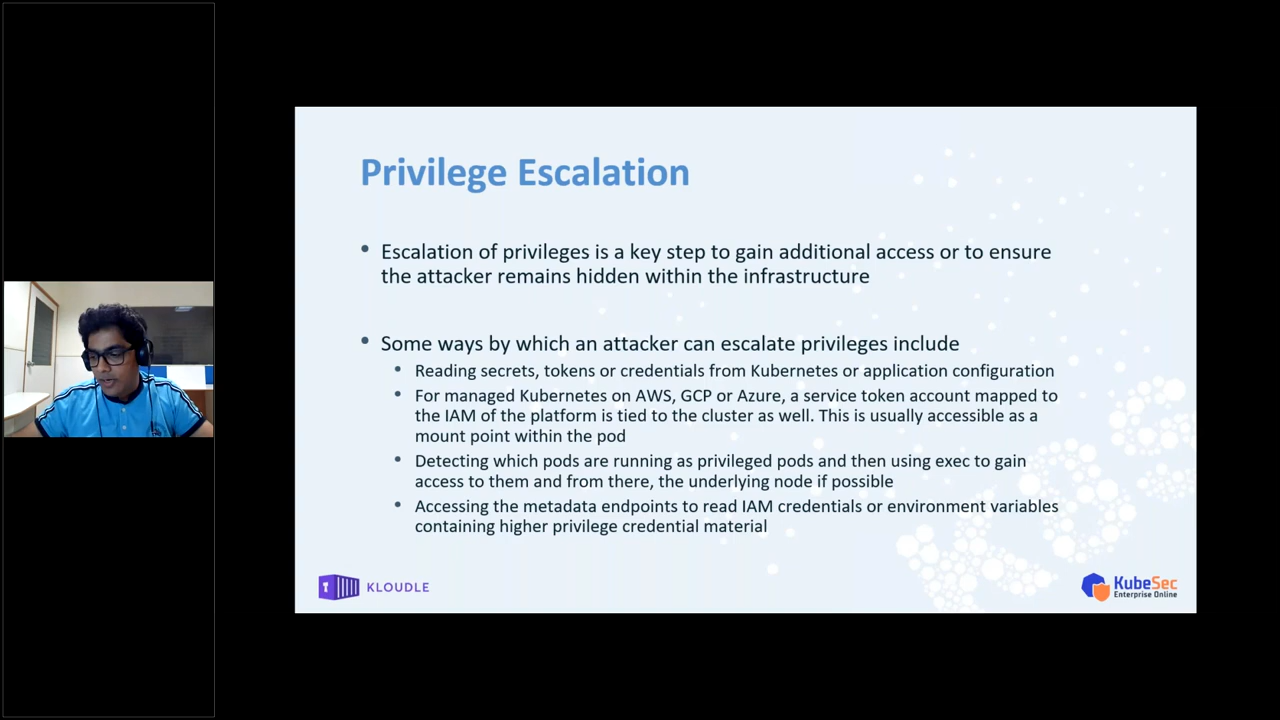 Privilege Escalation
• Escalation of privileges is a key step to gain additional access or to ensure
the attacker remains hidden within the infrastructure
• Some ways by which an attacker can escalate privileges include
• Reading secrets, tokens or credentials from Kubernetes or application configuration
• For managed Kubernetes on AWS, GCP or Azure, a service token account mapped to
the IAM of the platform is tied to the cluster as well. This is usually accessible as a
mount point within the pod
• Detecting which pods are running as privileged pods and then using exec to gain
access to them and from there, the underlying node if possible
• Accessing the metadata endpoints to read IAM credentials or environment variables
containing higher privilege credential material
KLOUDLE
KubeSec
Enterprise Online